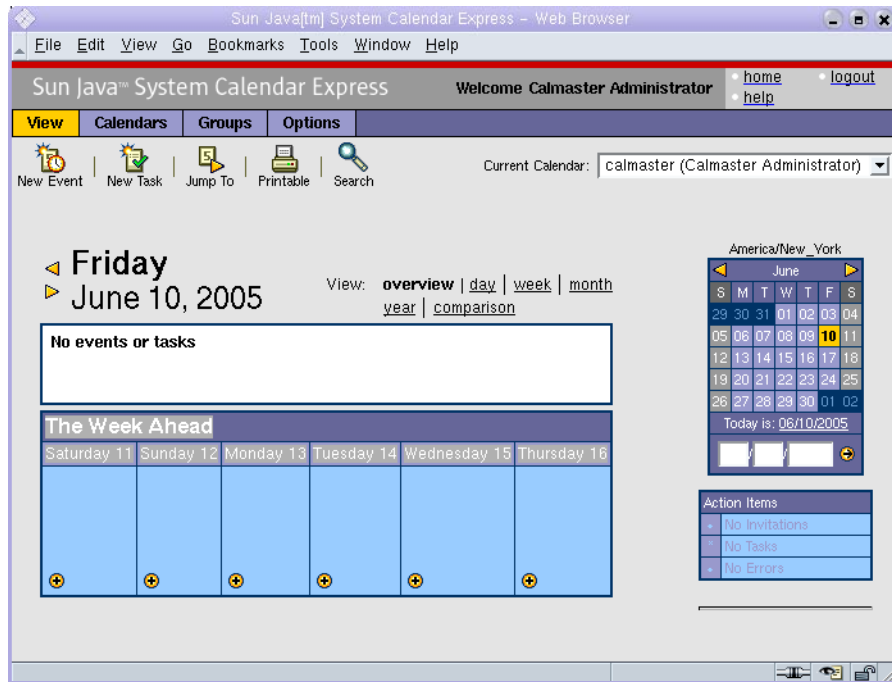 Sun Java[tm] System Calendar Express – Web Browser
File Edit View Go Bookmarks Tools Window Help
Sun Java™ System Calendar Express
Welcome Calmaster Administrator
home
logout
help
View Calendars Groups Options
New Event | New Task | Jump To | Printable | Search
Current Calendar: calmaster (Calmaster Administrator)
Friday
June 10, 2005
View: overview | day | week | month
year | comparison
No events or tasks
The Week Ahead
Saturday 11 Sunday 12 Monday 13 Tuesday 14 Wednesday 15 Thursday 16
America/New_York
June
S M T W T F S
29 30 31 01 02 03 04
05 06 07 08 09 10 11
12 13 14 15 16 17 18
19 20 21 22 23 24 25
26 27 28 29 30 01 02
Today is: 06/10/2005
/ /
Action Items
No Invitations
No Tasks
No Errors